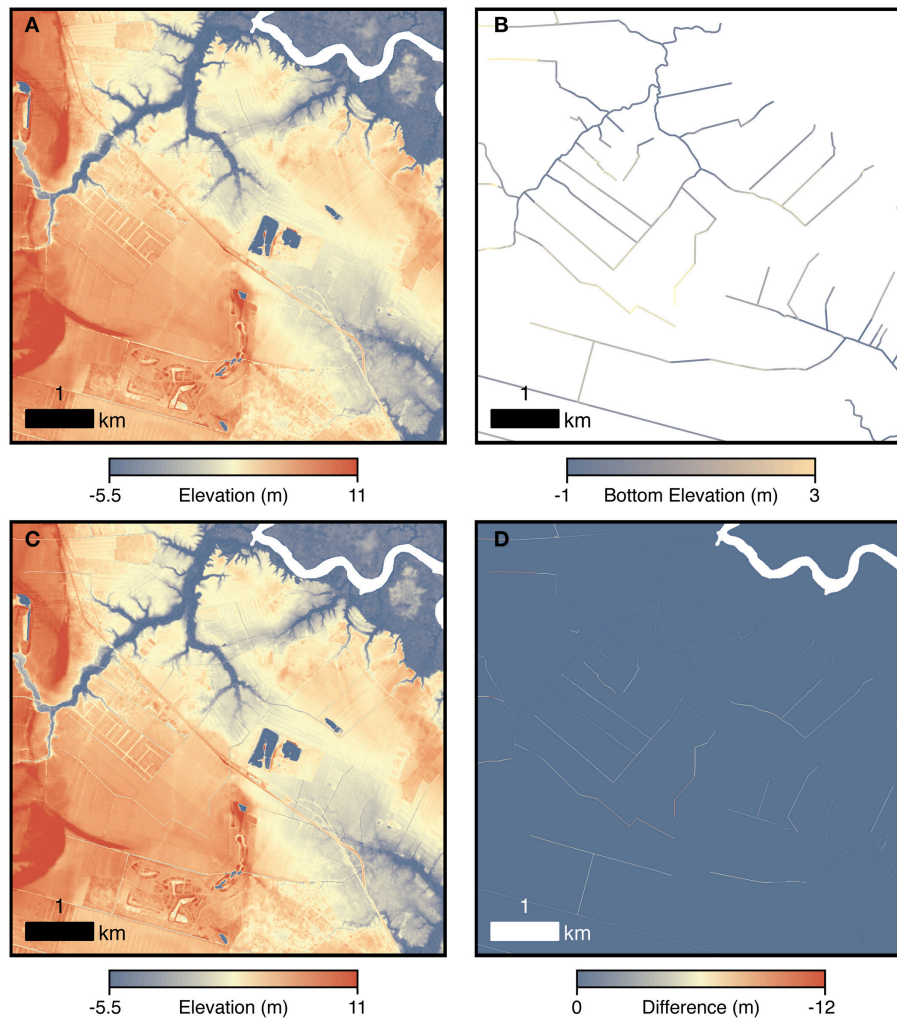 A
B
1
km
1
km
-5.5 Elevation (m) 11
-1 Bottom Elevation (m) 3
C
D
1
km
1
km
-5.5 Elevation (m) 11
0 Difference (m) -12